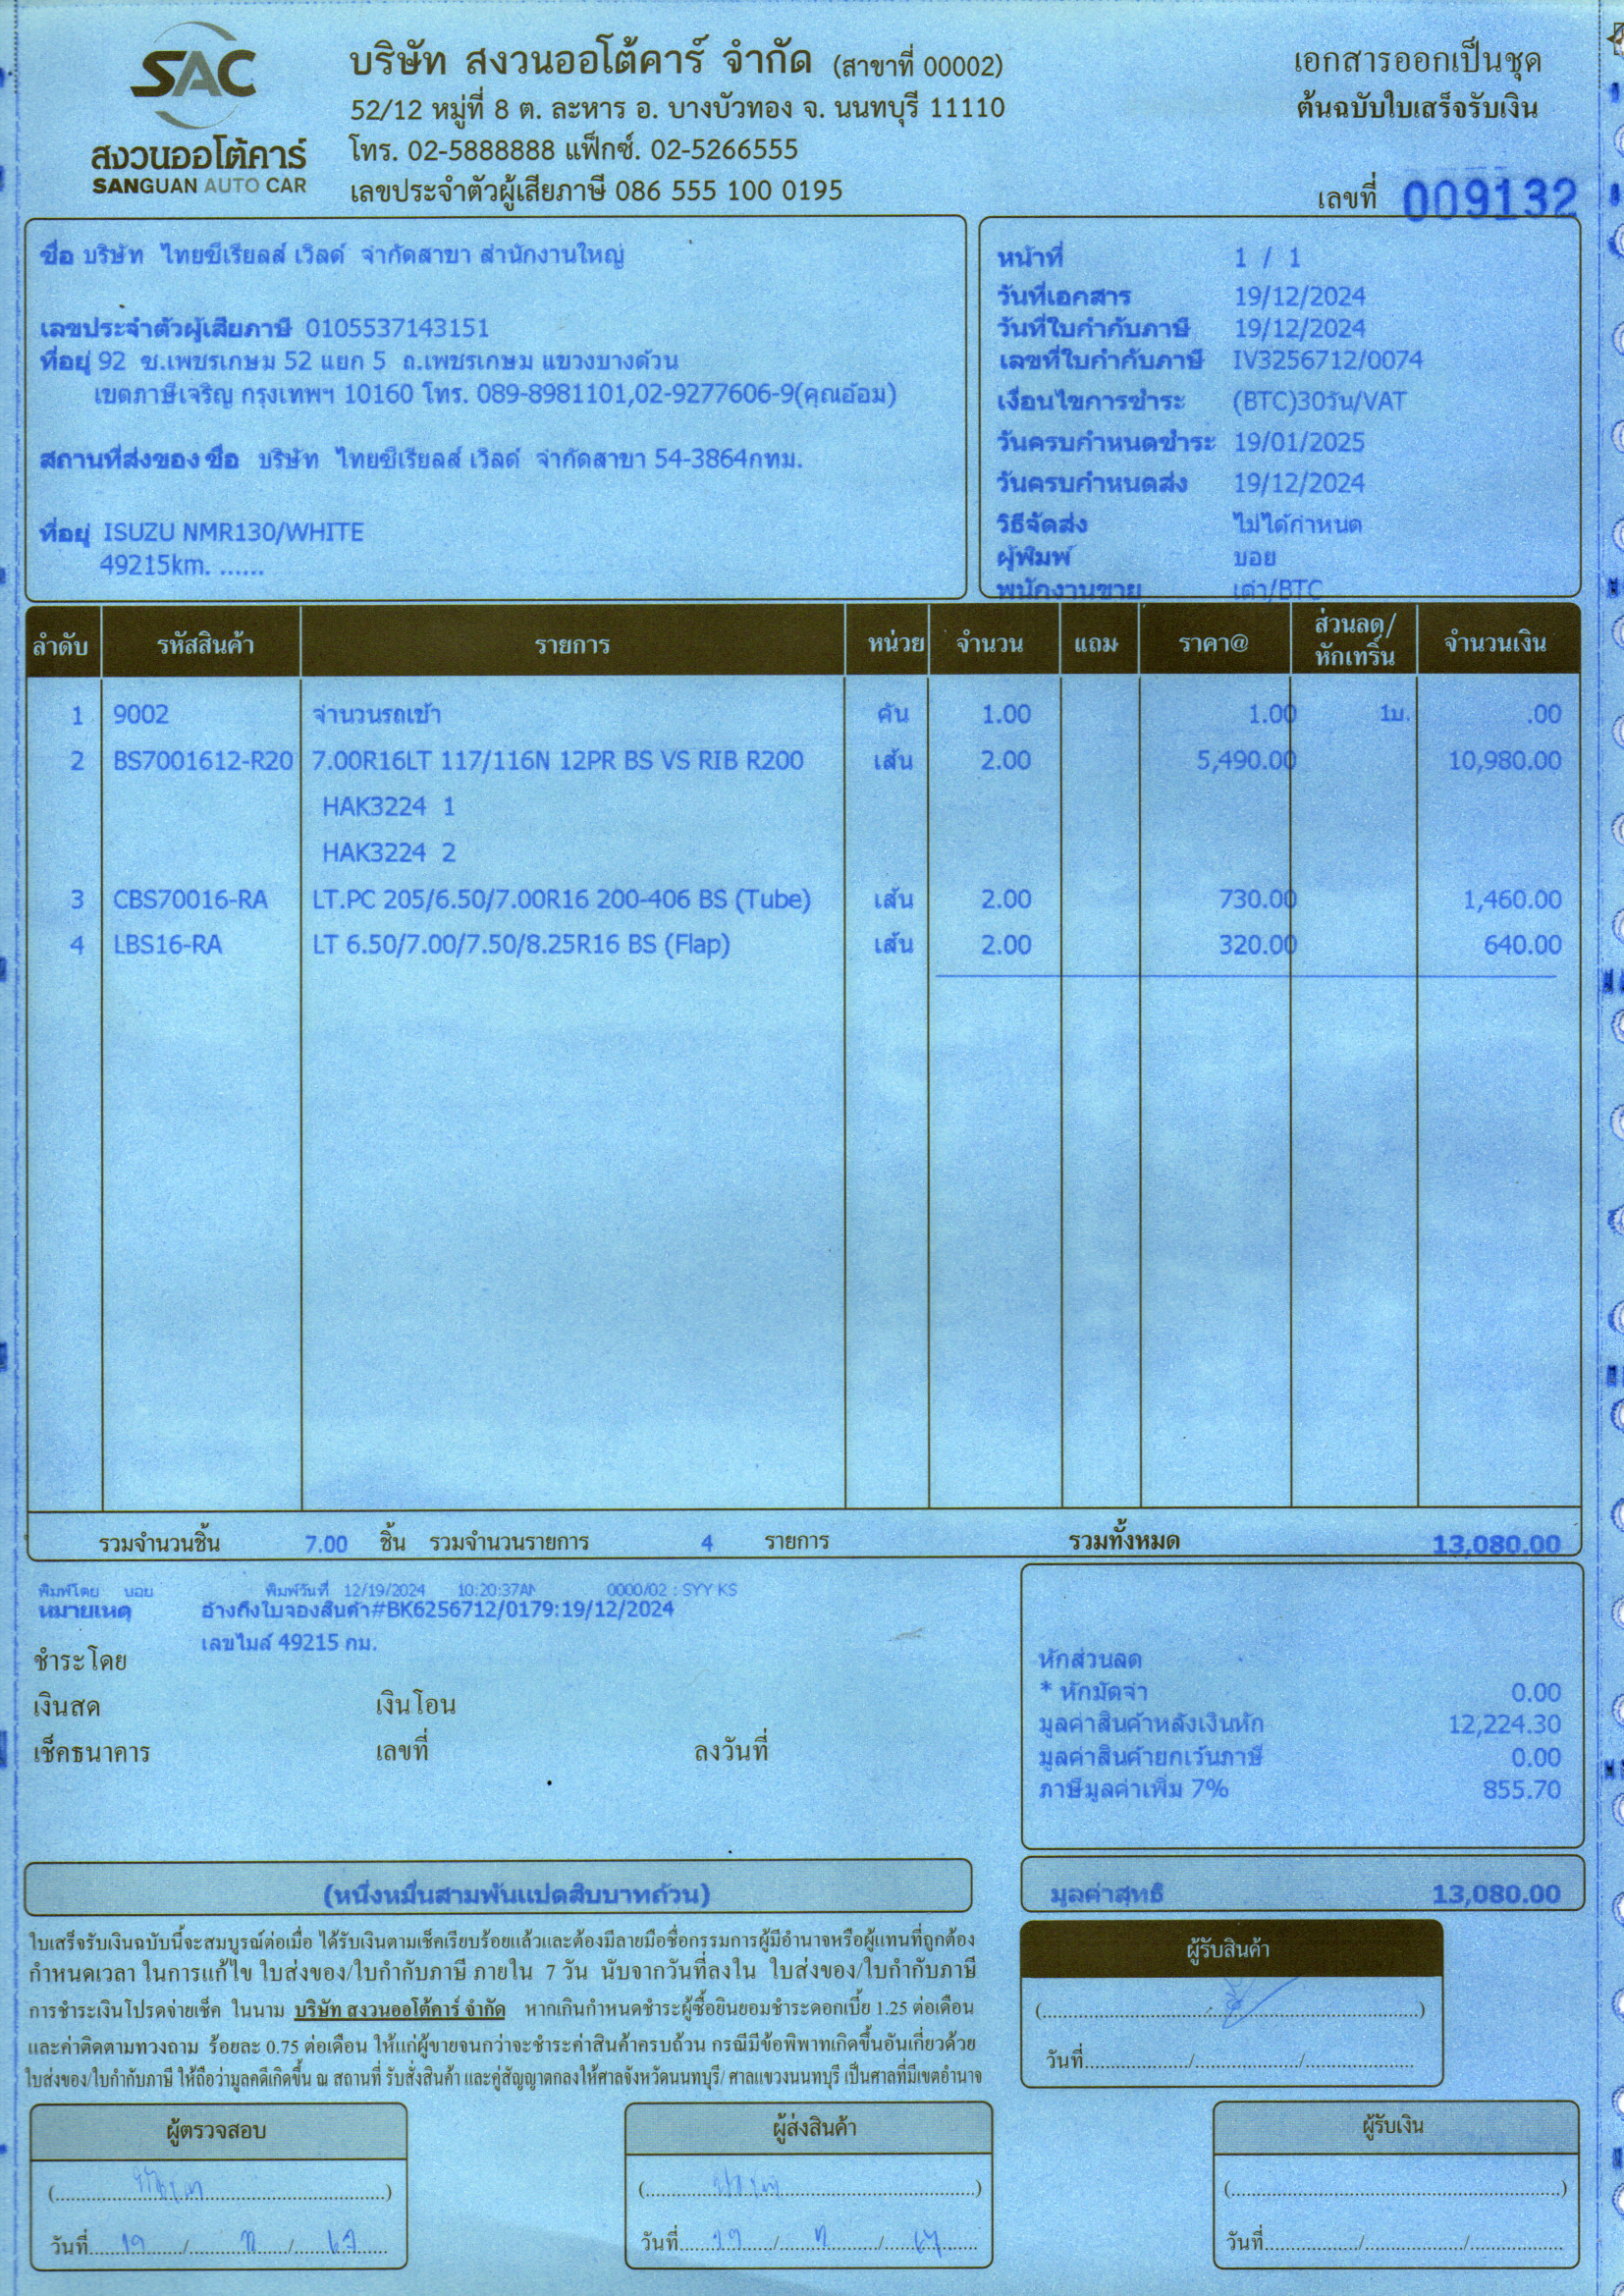 SAC
สงวนออโต้คาร์
SANGUAN AUTO CAR
บริษัท สงวนออโต้คาร์ จำกัด (สาขาที่ 00002)
52/12 หมู่ที่ 8 ต. ละหาร อ. บางบัวทอง จ. นนทบุรี 11110
โทร. 02-5888888 แฟ็กซ์. 02-5266555
เลขประจำตัวผู้เสียภาษี 086 555 100 0195
เอกสารออกเป็นชุด
ต้นฉบับใบเสร็จรับเงิน
เลขที่ 009132
ชื่อ บริษัท ไทยซีเรียลส์ เวิลด์ จำกัดสาขา สำนักงานใหญ่
เลขประจำตัวผู้เสียภาษี 0105537143151
ที่อยู่ 92 ซ.เพชรเกษม 52 แยก 5 ถ.เพชรเกษม แขวงบางด้วน
เขตภาษีเจริญ กรุงเทพฯ 10160 โทร. 089-8981101,02-9277606-9(คุณอ้อม)
สถานที่ส่งของ ชื่อ บริษัท ไทยซีเรียลส์ เวิลด์ จำกัดสาขา 54-3864กทม.
ที่อยู่ ISUZU NMR130/WHITE
49215km. ......
หน้าที่ 1 / 1
วันที่เอกสาร 19/12/2024
วันที่ใบกำกับภาษี 19/12/2024
เลขที่ใบกำกับภาษี IV3256712/0074
เงื่อนไขการชำระ (BTC)30วัน/VAT
วันครบกำหนดชำระ 19/01/2025
วันครบกำหนดส่ง 19/12/2024
วิธีจัดส่ง ไม่ได้กำหนด
ผู้พิมพ์ บอย
พนักงานขาย เต๋า/BTC
ลำดับ รหัสสินค้า รายการ หน่วย จำนวน แถม ราคา@ ส่วนลด/หักเทริ์น จำนวนเงิน
1 9002 จำนวนรถเข้า คัน 1.00 1.00 1บ. .00
2 BS7001612-R20 7.00R16LT 117/116N 12PR BS VS RIB R200 เส้น 2.00 5,490.00 10,980.00
HAK3224 1
HAK3224 2
3 CBS70016-RA LT.PC 205/6.50/7.00R16 200-406 BS (Tube) เส้น 2.00 730.00 1,460.00
4 LBS16-RA LT 6.50/7.00/7.50/8.25R16 BS (Flap) เส้น 2.00 320.00 640.00
รวมจำนวนชิ้น 7.00 ชิ้น รวมจำนวนรายการ 4 รายการ รวมทั้งหมด 13,080.00
พิมพ์โดย บอย พิมพ์วันที่ 12/19/2024 10:20:37AM 0000/02 : SYY KS
หมายเหตุ อ้างถึงใบจองสินค้า#BK6256712/0179:19/12/2024
เลขไมล์ 49215 กม.
ชำระโดย
เงินสด เงินโอน
เช็คธนาคาร เลขที่ ลงวันที่
หักส่วนลด
* หักมัดจำ 0.00
มูลค่าสินค้าหลังเงินหัก 12,224.30
มูลค่าสินค้ายกเว้นภาษี 0.00
ภาษีมูลค่าเพิ่ม 7% 855.70
(หนึ่งหมื่นสามพันแปดสิบบาทถ้วน)
มูลค่าสุทธิ 13,080.00
ใบเสร็จรับเงินฉบับนี้จะสมบูรณ์ต่อเมื่อ ได้รับเงินตามเช็คเรียบร้อยแล้วและต้องมีลายมือชื่อกรรมการผู้มีอำนาจหรือผู้แทนที่ถูกต้อง
กำหนดเวลา ในการแก้ไข ใบส่งของ/ใบกำกับภาษี ภายใน 7 วัน นับจากวันที่ลงใน ใบส่งของ/ใบกำกับภาษี
การชำระเงินโปรดจ่ายเช็ค ในนาม บริษัท สงวนออโต้คาร์ จำกัด หากเกินกำหนดชำระผู้ซื้อยินยอมชำระดอกเบี้ย 1.25 ต่อเดือน
และค่าติดตามทวงถาม ร้อยละ 0.75 ต่อเดือน ให้แก่ผู้ขายจนกว่าจะชำระค่าสินค้าครบถ้วน กรณีมีข้อพิพาทเกิดขึ้นอันเกี่ยวด้วย
ใบส่งของ/ใบกำกับภาษี ให้ถือว่ามูลคดีเกิดขึ้น ณ สถานที่ รับสั่งสินค้า และคู่สัญญาตกลงให้ศาลจังหวัดนนทบุรี/ ศาลแขวงนนทบุรี เป็นศาลที่มีเขตอำนาจ
ผู้รับสินค้า
วันที่
ผู้ตรวจสอบ
วันที่ 19 / 12 / 67
ผู้ส่งสินค้า
วันที่ 19 / 12 / 67
ผู้รับเงิน
วันที่